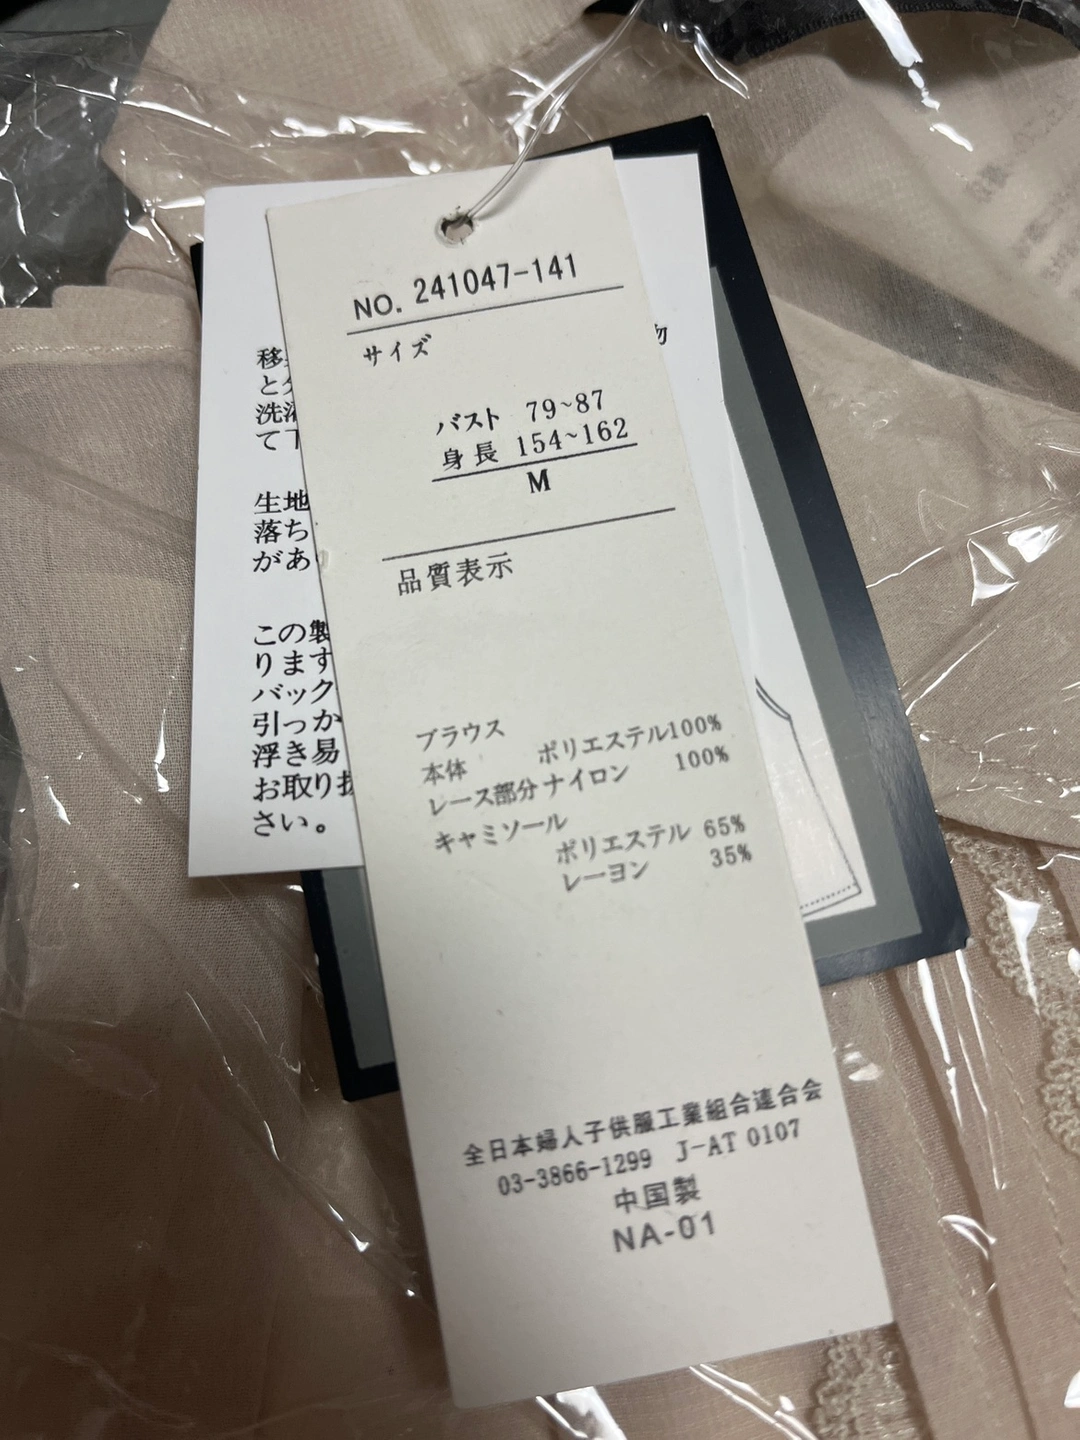 NO. 241047-141
サイズ
バスト 79~87
身長 154~162
M
品質表示
ブラウス
本体 ポリエステル100%
レース部分 ナイロン 100%
キャミソール
ポリエステル 65%
レーヨン 35%
全日本婦人子供服工業組合連合会
03-3866-1299 J-AT 0107
中国製
NA-01
移
物
と
洗濯
て下
生地
落ち
があ
この製
ります
バック
引っか
浮き易
お取り扱
さい。